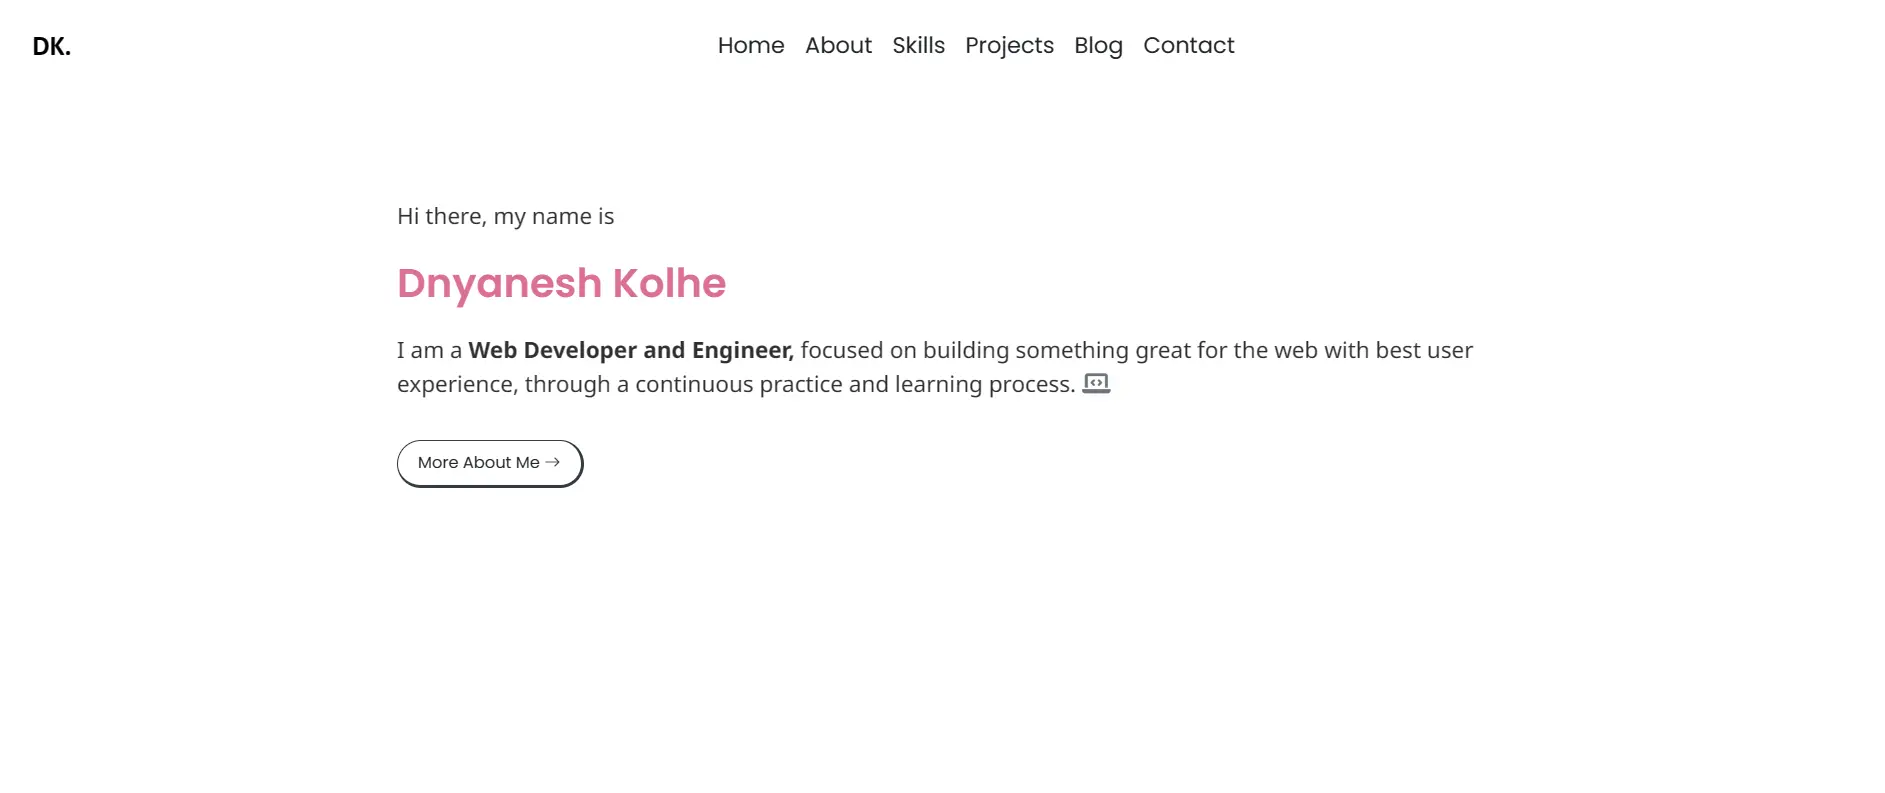 DK.
Home About Skills Projects Blog Contact
Hi there, my name is
Dnyanesh Kolhe
I am a Web Developer and Engineer, focused on building something great for the web with best user
experience, through a continuous practice and learning process.
More About Me →